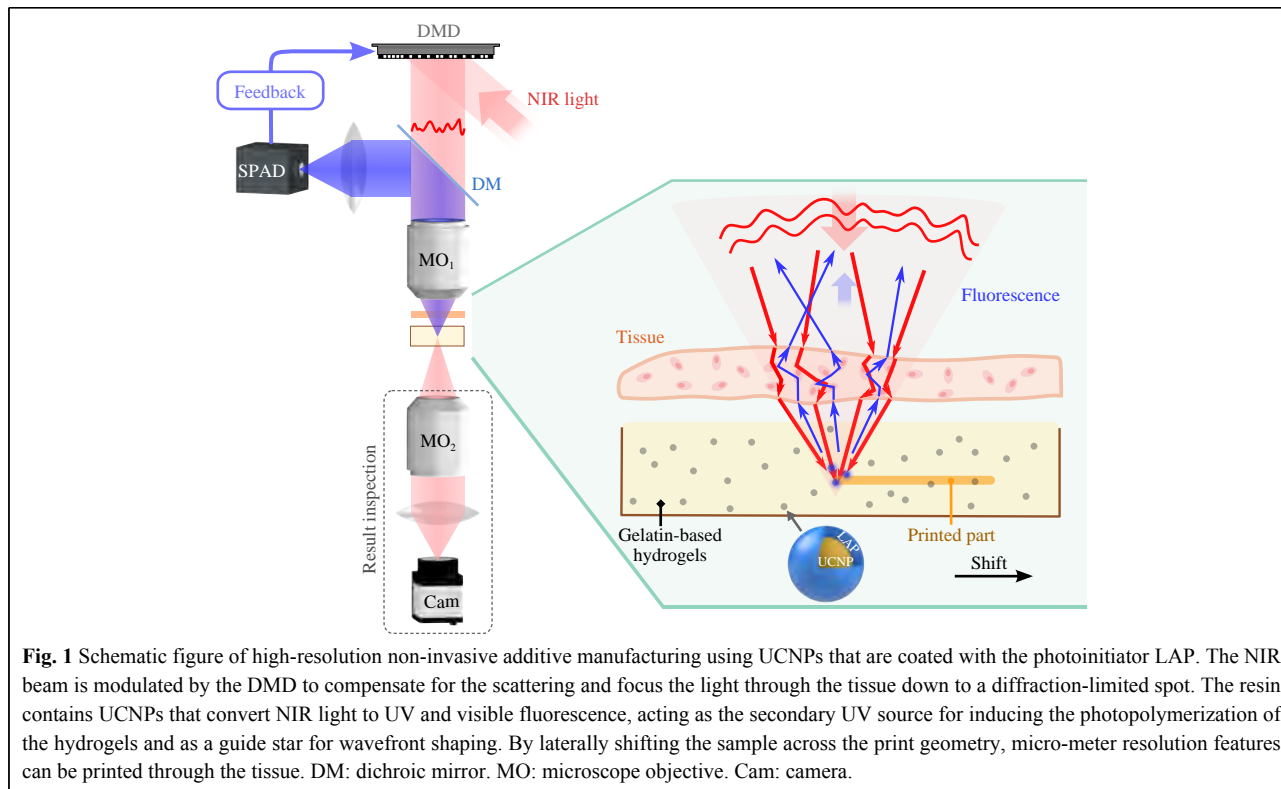 DMD
Feedback
NIR light
SPAD
DM
MO₁
Fluorescence
Tissue
MO₂
Result inspection
Gelatin-based
hydrogels
LAP
UCNP
Printed part
Shift
Cam
Fig. 1 Schematic figure of high-resolution non-invasive additive manufacturing using UCNPs that are coated with the photoinitiator LAP. The NIR
beam is modulated by the DMD to compensate for the scattering and focus the light through the tissue down to a diffraction-limited spot. The resin
contains UCNPs that convert NIR light to UV and visible fluorescence, acting as the secondary UV source for inducing the photopolymerization of
the hydrogels and as a guide star for wavefront shaping. By laterally shifting the sample across the print geometry, micro-meter resolution features
can be printed through the tissue. DM: dichroic mirror. MO: microscope objective. Cam: camera.